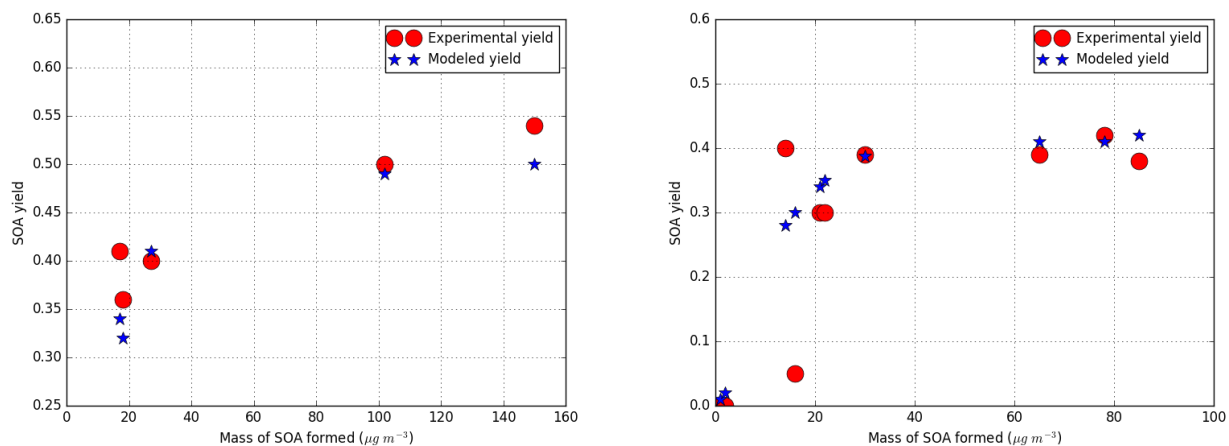 0.65
0.60
0.55
0.50
0.45
0.40
0.35
0.30
0.25
SOA yield
0 20 40 60 80 100 120 140 160
Mass of SOA formed (μg m⁻³)
Experimental yield
Modeled yield
0.6
0.5
0.4
0.3
0.2
0.1
0.0
SOA yield
0 20 40 60 80 100
Mass of SOA formed (μg m⁻³)
Experimental yield
Modeled yield